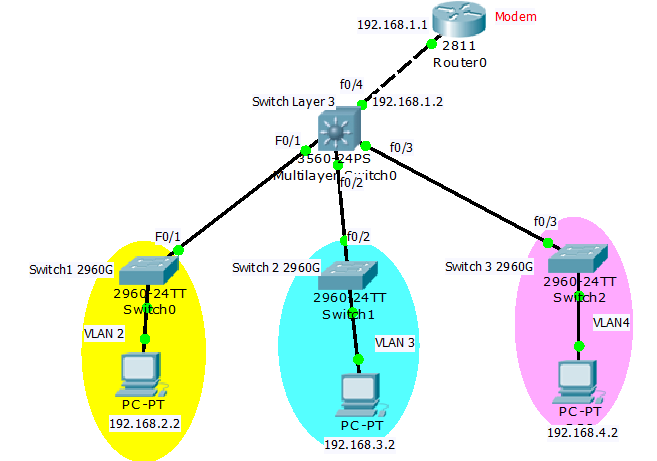 Modem
192.168.1.1
2811
Router0
f0/4
Switch Layer 3
192.168.1.2
F0/1
f0/3
3560-24PS
Multilayer Switch0
f0/2
F0/1
f0/2
f0/3
Switch1 2960G
Switch 2 2960G
Switch 3 2960G
2960-24TT
Switch0
2960-24TT
Switch1
2960-24TT
Switch2
VLAN 2
VLAN 3
VLAN4
PC-PT
192.168.2.2
PC-PT
192.168.3.2
PC-PT
192.168.4.2